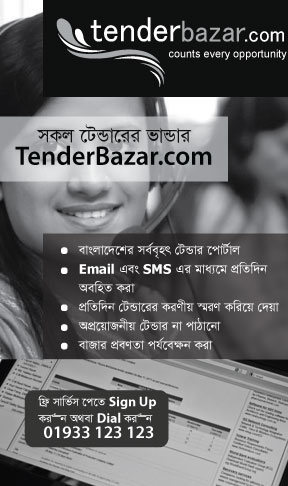 tenderbazar.com
counts every opportunity
সকল টেন্ডারের ভান্ডার
TenderBazar.com
বাংলাদেশের সর্ববৃহৎ টেন্ডার পোর্টাল
Email এবং SMS এর মাধ্যমে প্রতিদিন
অবহিত করা
প্রতিদিন টেন্ডারের করণীয় স্মরণ করিয়ে দেয়া
অপ্রয়োজনীয় টেন্ডার না পাঠানো
বাজার প্রবণতা পর্যবেক্ষন করা
ফ্রি সার্ভিস পেতে Sign Up
করুন অথবা Dial করুন
01933 123 123